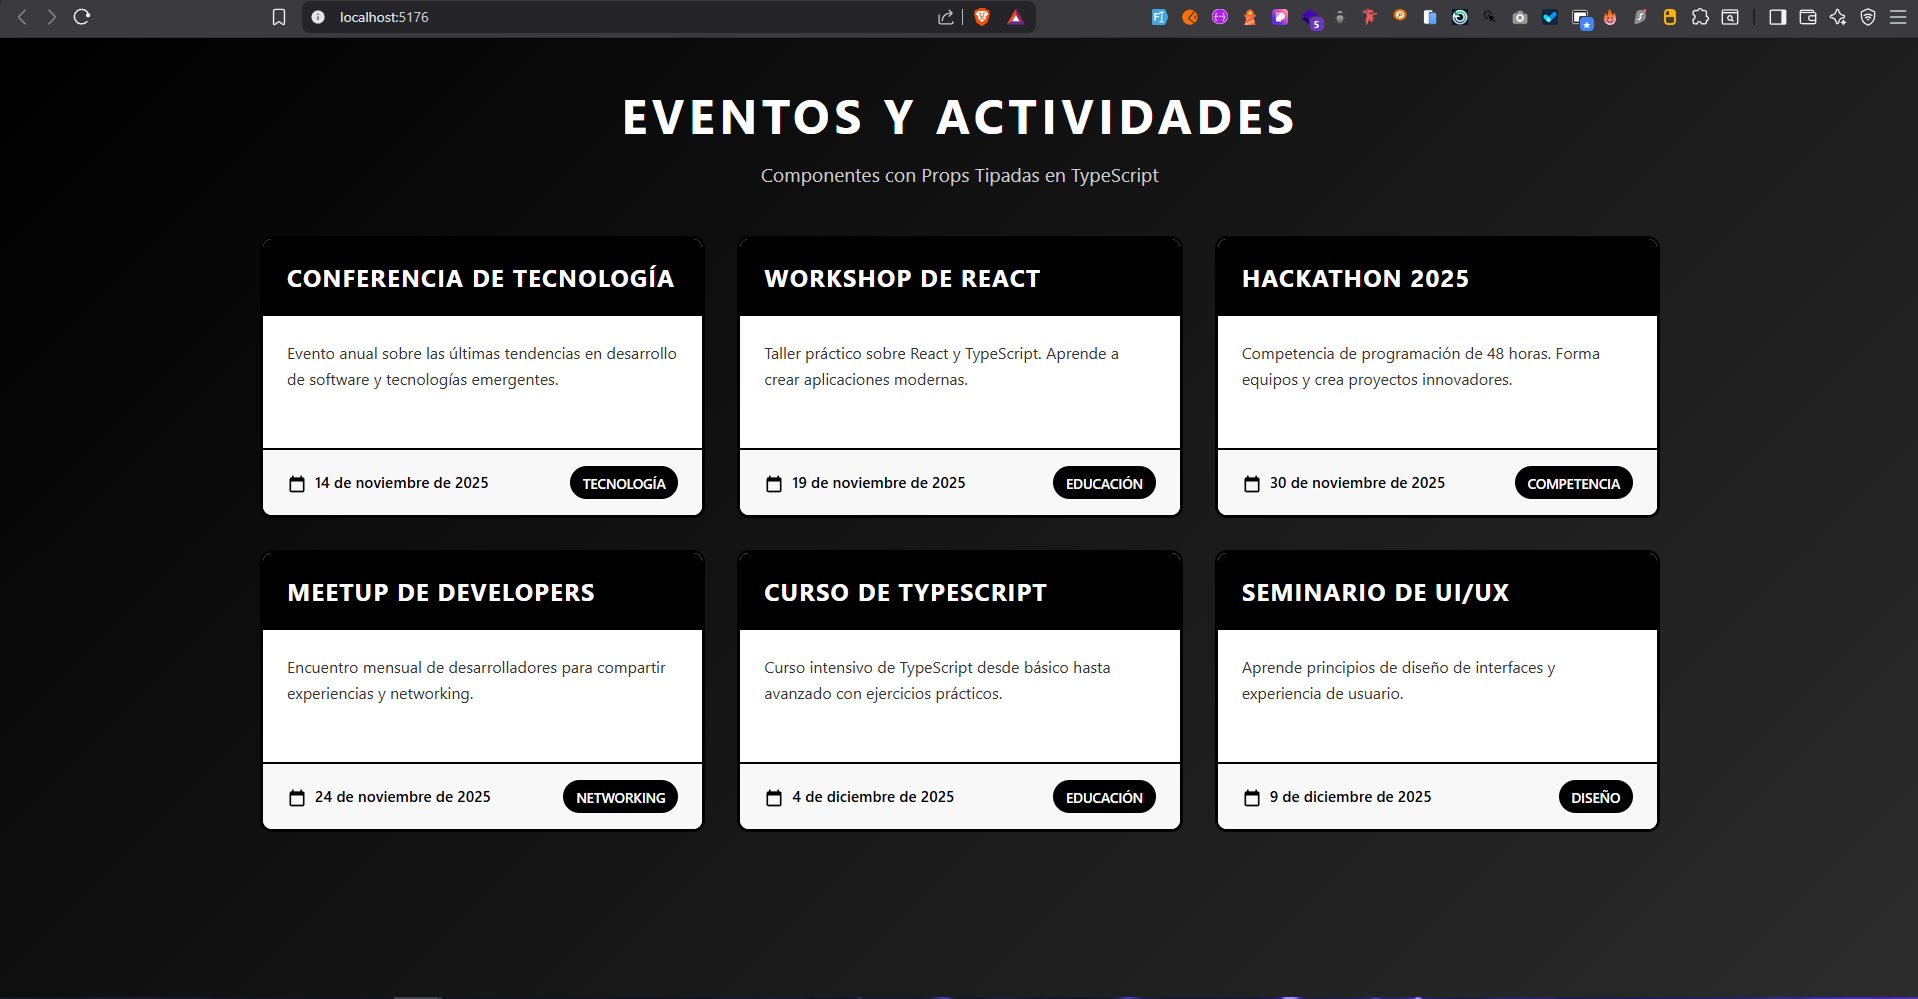 localhost:5176
5
EVENTOS Y ACTIVIDADES
Componentes con Props Tipadas en TypeScript
CONFERENCIA DE TECNOLOGÍA
Evento anual sobre las últimas tendencias en desarrollo
de software y tecnologías emergentes.
14 de noviembre de 2025
TECNOLOGÍA
WORKSHOP DE REACT
Taller práctico sobre React y TypeScript. Aprende a
crear aplicaciones modernas.
19 de noviembre de 2025
EDUCACIÓN
HACKATHON 2025
Competencia de programación de 48 horas. Forma
equipos y crea proyectos innovadores.
30 de noviembre de 2025
COMPETENCIA
MEETUP DE DEVELOPERS
Encuentro mensual de desarrolladores para compartir
experiencias y networking.
24 de noviembre de 2025
NETWORKING
CURSO DE TYPESCRIPT
Curso intensivo de TypeScript desde básico hasta
avanzado con ejercicios prácticos.
4 de diciembre de 2025
EDUCACIÓN
SEMINARIO DE UI/UX
Aprende principios de diseño de interfaces y
experiencia de usuario.
9 de diciembre de 2025
DISEÑO